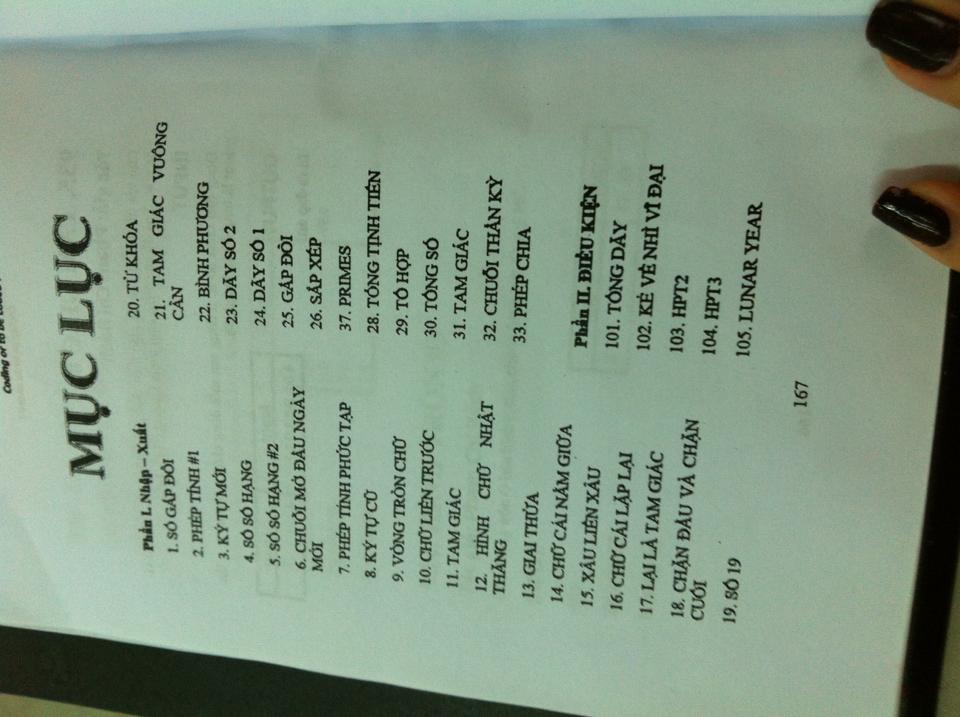 Coding or to be
MỤC LỤC
Phần I. Nhập – Xuất
1. SỐ GẤP ĐÔI
2. PHÉP TÍNH #1
3. KÝ TỰ MỚI
4. SỐ SỐ HẠNG
5. SỐ SỐ HẠNG #2
6. CHUỖI MỞ ĐẦU NGÀY
MỚI
7. PHÉP TÍNH PHỨC TẠP
8. KÝ TỰ CŨ
9. VÒNG TRÒN CHỮ
10. CHỮ LIỀN TRƯỚC
11. TAM GIÁC
12. HÌNH CHỮ NHẬT
THĂNG
13. GIAI THỪA
14. CHỮ CÁI NẰM GIỮA
15. XÂU LIÊN XÂU
16. CHỮ CÁI LẶP LẠI
17. LẠI LÀ TAM GIÁC
18. CHẶN ĐẦU VÀ CHẶN
CUỐI
19. SỐ 19
20. TỪ KHÓA
21. TAM GIÁC VUÔNG
CÂN
22. BÌNH PHƯƠNG
23. DÃY SỐ 2
24. DÃY SỐ 1
25. GẤP ĐÔI
26. SẮP XẾP
37. PRIMES
28. TỔNG TỊNH TIẾN
29. TỔ HỢP
30. TỔNG SỐ
31. TAM GIÁC
32. CHUỖI THẦN KỲ
33. PHÉP CHIA
Phần II. ĐIỀU KIỆN
101. TỔNG DÃY
102. KẺ VỀ NHÌ VĨ ĐẠI
103. HPT2
104. HPT3
105. LUNAR YEAR
167